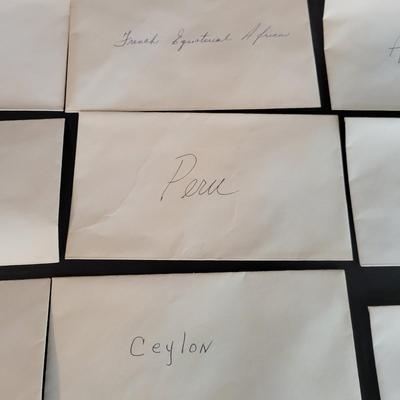 French Equatorial Africa
Peru
Ceylon